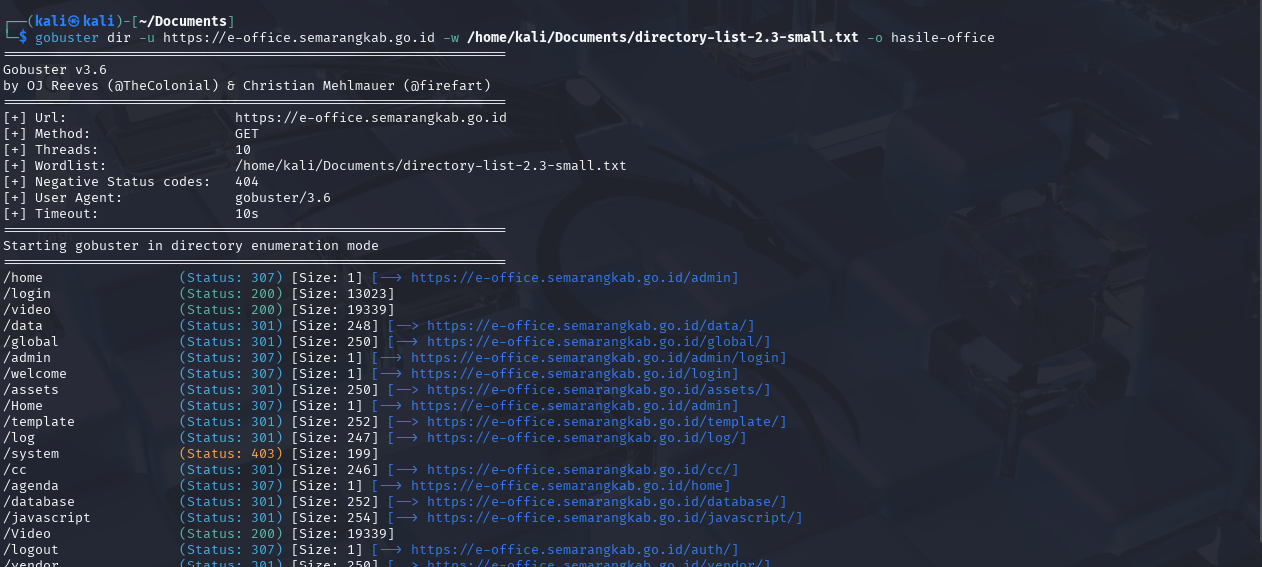 ┌──(kali㉿kali)-[~/Documents]
└─$ gobuster dir -u https://e-office.semarangkab.go.id -w /home/kali/Documents/directory-list-2.3-small.txt -o hasile-office
===============================================================
Gobuster v3.6
by OJ Reeves (@TheColonial) & Christian Mehlmauer (@firefart)
===============================================================
[+] Url:                     https://e-office.semarangkab.go.id
[+] Method:                  GET
[+] Threads:                 10
[+] Wordlist:                /home/kali/Documents/directory-list-2.3-small.txt
[+] Negative Status codes:   404
[+] User Agent:              gobuster/3.6
[+] Timeout:                 10s
===============================================================
Starting gobuster in directory enumeration mode
===============================================================
/home                 (Status: 307) [Size: 1] [--> https://e-office.semarangkab.go.id/admin]
/login                (Status: 200) [Size: 13023]
/video                (Status: 200) [Size: 19339]
/data                 (Status: 301) [Size: 248] [--> https://e-office.semarangkab.go.id/data/]
/global               (Status: 301) [Size: 250] [--> https://e-office.semarangkab.go.id/global/]
/admin                (Status: 307) [Size: 1] [--> https://e-office.semarangkab.go.id/admin/login]
/welcome              (Status: 307) [Size: 1] [--> https://e-office.semarangkab.go.id/login]
/assets               (Status: 301) [Size: 250] [--> https://e-office.semarangkab.go.id/assets/]
/Home                 (Status: 307) [Size: 1] [--> https://e-office.semarangkab.go.id/admin]
/template             (Status: 301) [Size: 252] [--> https://e-office.semarangkab.go.id/template/]
/log                  (Status: 301) [Size: 247] [--> https://e-office.semarangkab.go.id/log/]
/system               (Status: 403) [Size: 199]
/cc                   (Status: 301) [Size: 246] [--> https://e-office.semarangkab.go.id/cc/]
/agenda               (Status: 307) [Size: 1] [--> https://e-office.semarangkab.go.id/home]
/database             (Status: 301) [Size: 252] [--> https://e-office.semarangkab.go.id/database/]
/javascript           (Status: 301) [Size: 254] [--> https://e-office.semarangkab.go.id/javascript/]
/Video                (Status: 200) [Size: 19339]
/logout               (Status: 307) [Size: 1] [--> https://e-office.semarangkab.go.id/auth/]
/vendor               (Status: 301) [Size: 250] [--> https://e-office.semarangkab.go.id/vendor/]